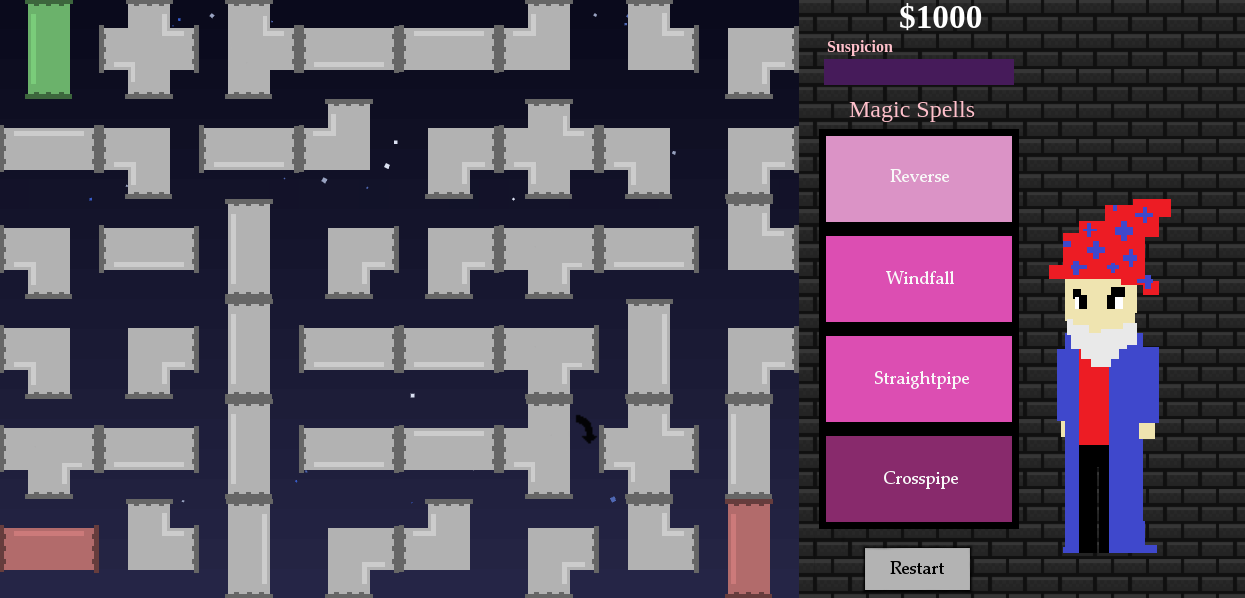 $1000
Suspicion
Magic Spells
Reverse
Windfall
Straightpipe
Crosspipe
Restart